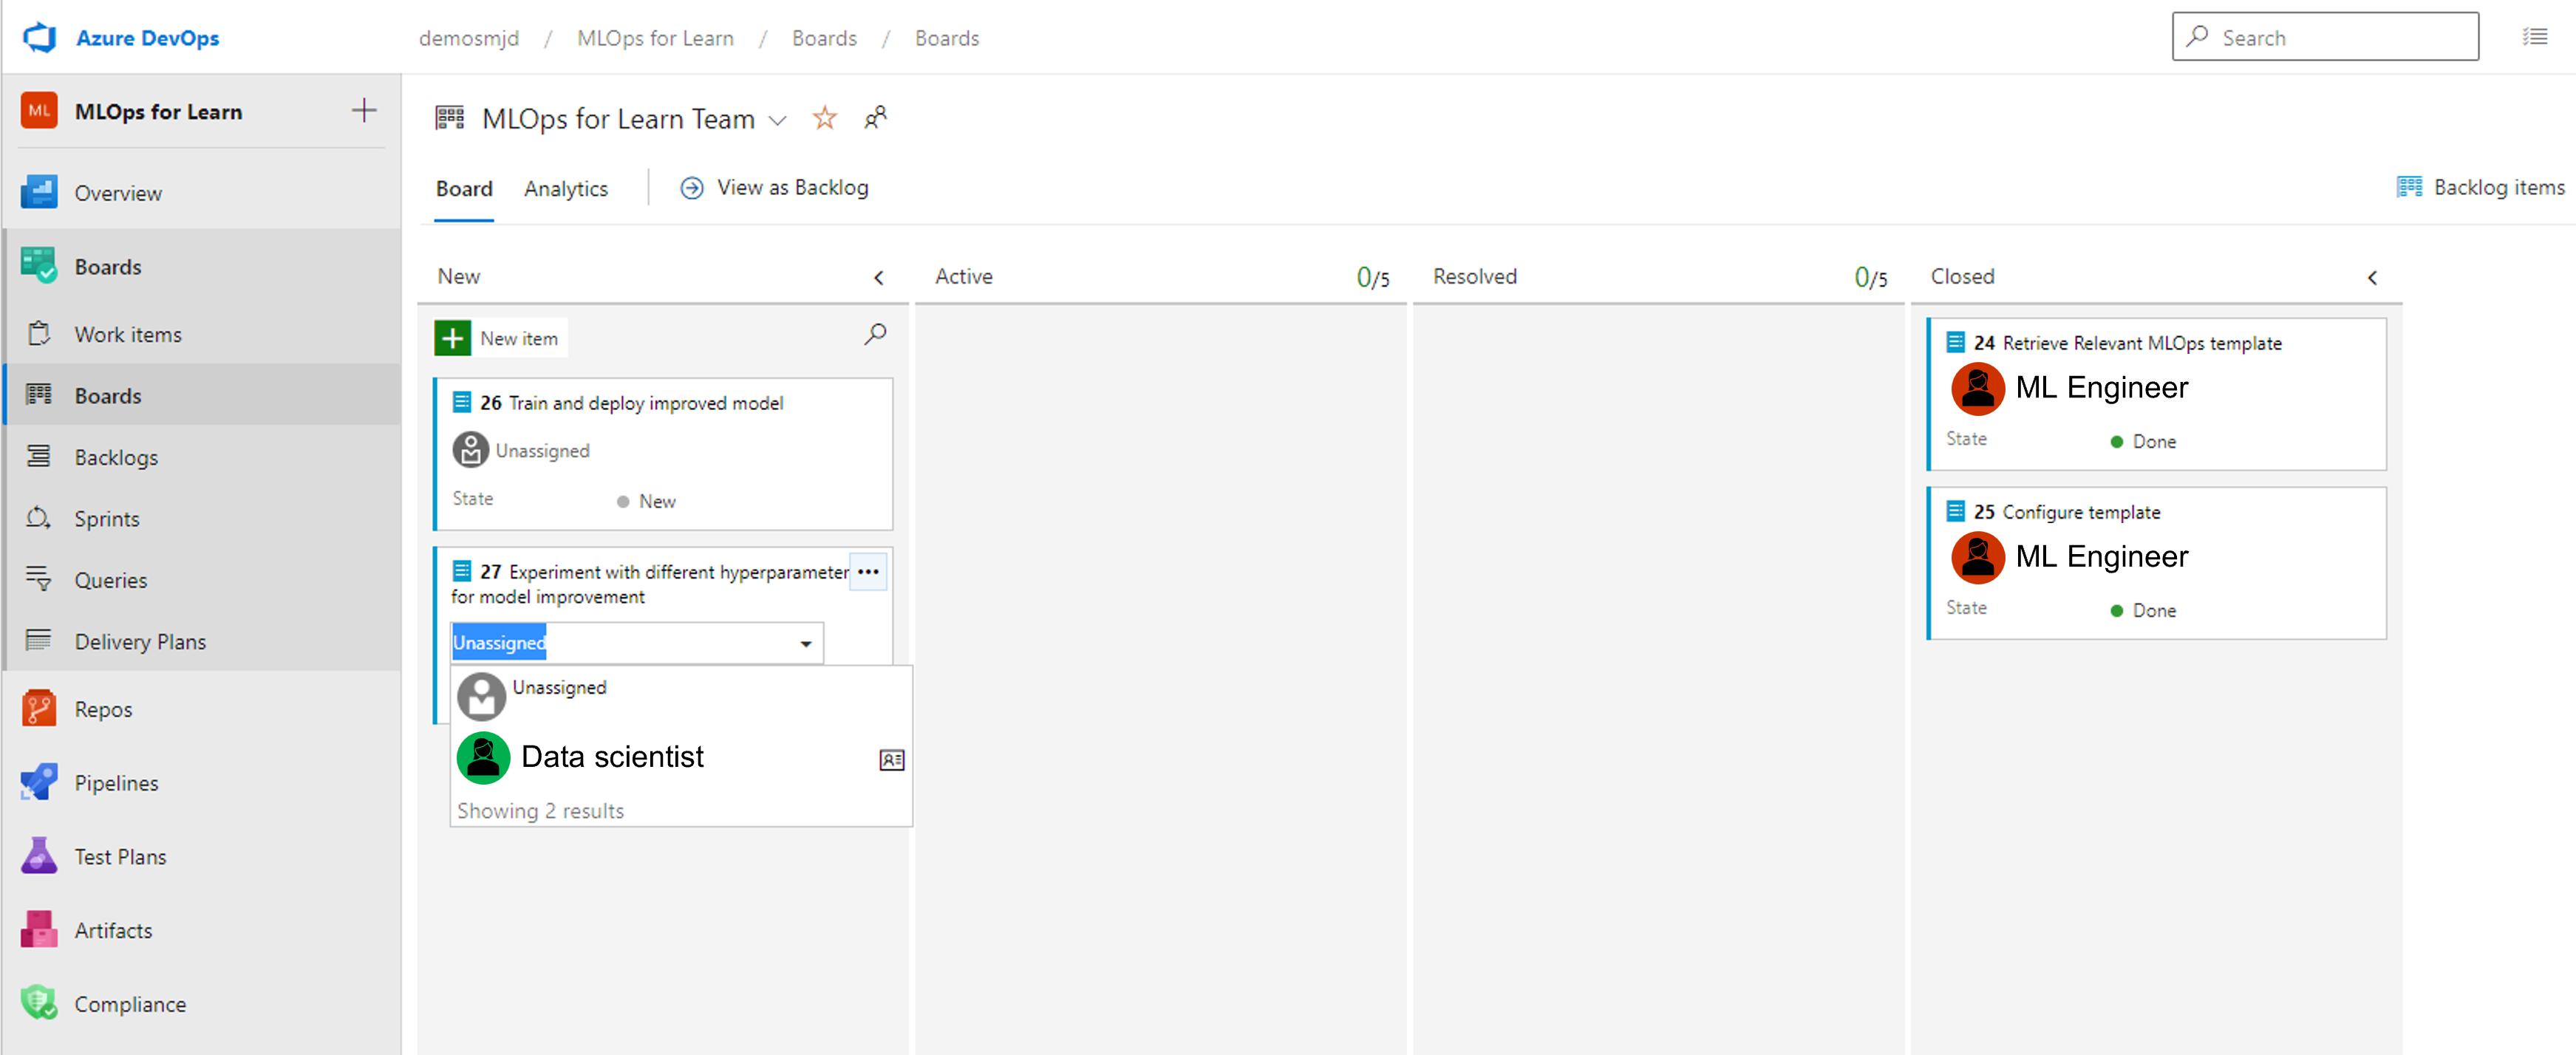 Azure DevOps
demosmjd / MLOps for Learn / Boards / Boards
Search
ML
MLOps for Learn
Overview
Boards
Work items
Boards
Backlogs
Sprints
Queries
Delivery Plans
Repos
Pipelines
Test Plans
Artifacts
Compliance
MLOps for Learn Team
Board
Analytics
View as Backlog
Backlog items
New
New item
26 Train and deploy improved model
Unassigned
State
New
27 Experiment with different hyperparameter
for model improvement
Unassigned
Unassigned
Data scientist
Showing 2 results
Active
0/5
Resolved
0/5
Closed
24 Retrieve Relevant MLOps template
ML Engineer
State
Done
25 Configure template
ML Engineer
State
Done